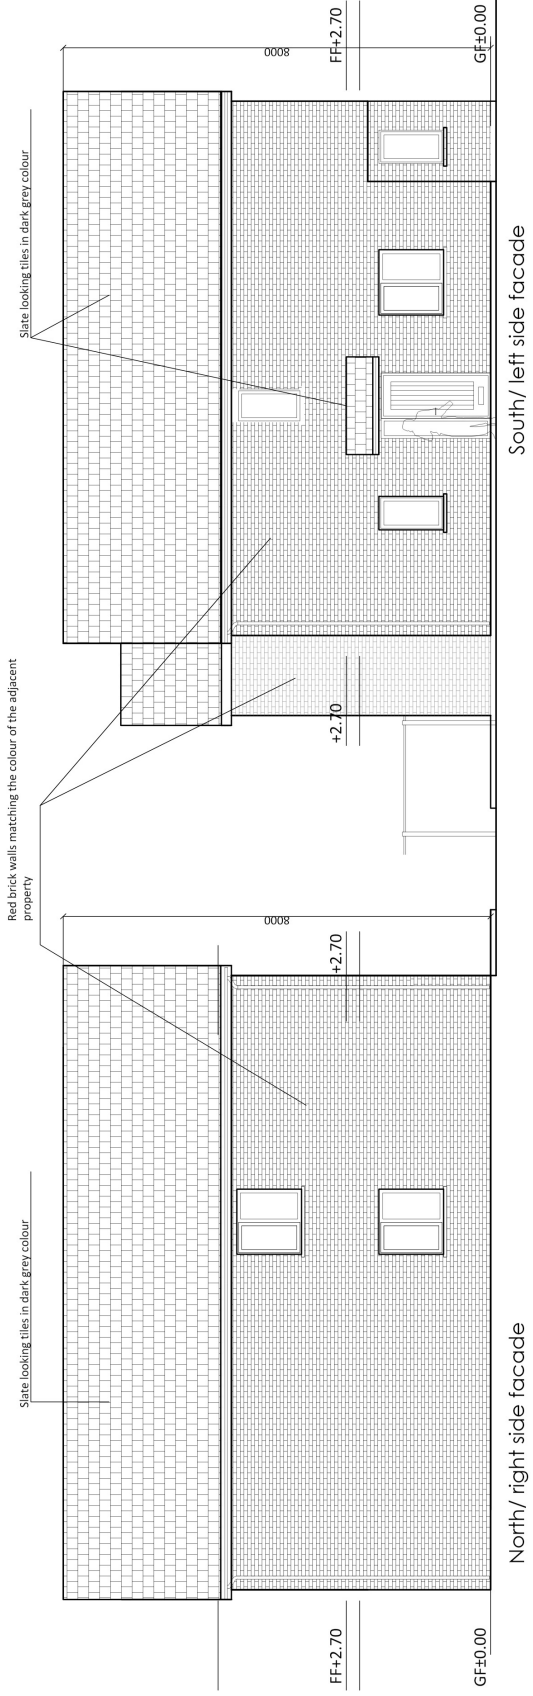 Slate looking tiles in dark grey colour
Red brick walls matching the colour of the adjacent
property
Slate looking tiles in dark grey colour
8000
8000
FF+2.70
+2.70
+2.70
FF+2.70
GF±0.00
GF±0.00
North/ right side facade
South/ left side facade